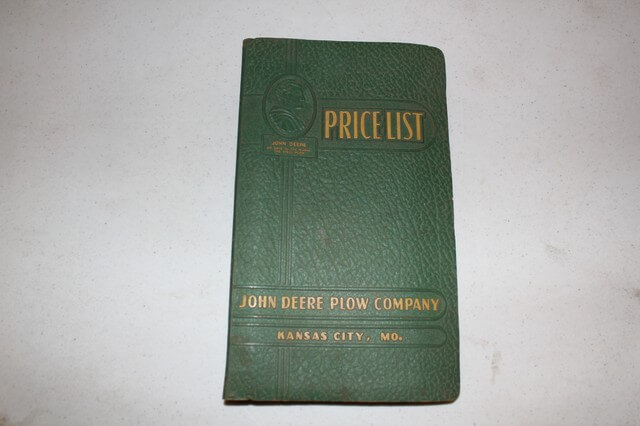 PRICE LIST
JOHN DEERE
JOHN DEERE PLOW COMPANY
KANSAS CITY, MO.